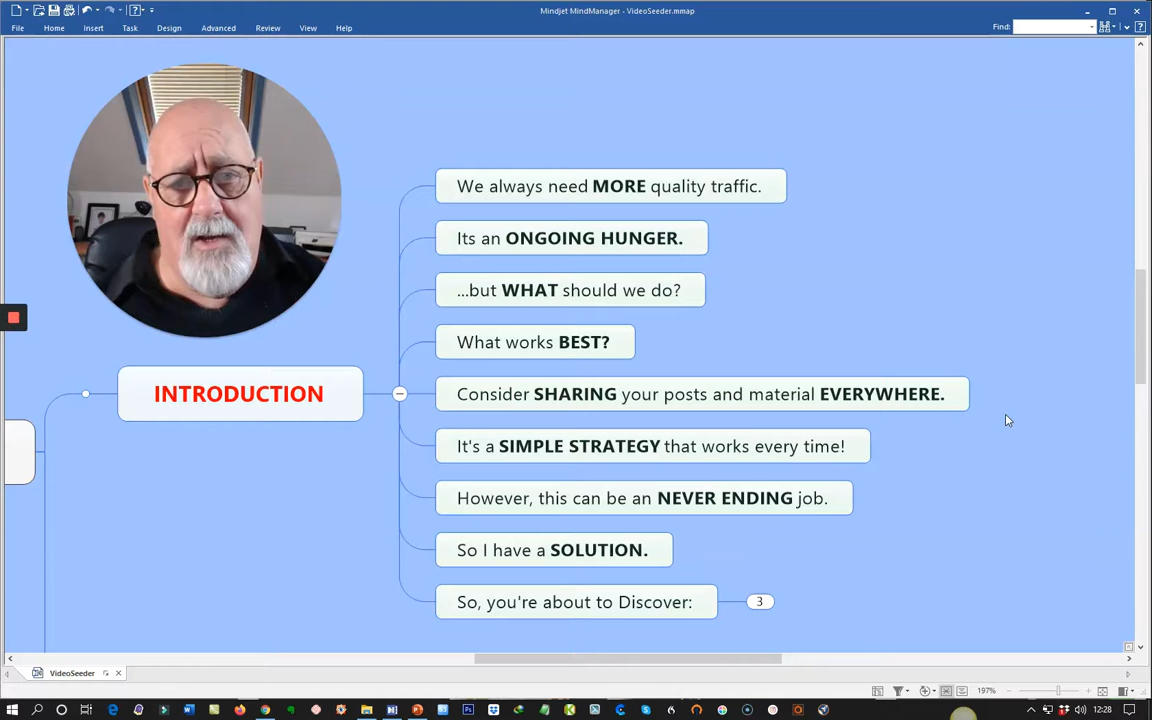 Mindjet MindManager - VideoSeeder.mmap
File Home Insert Task Design Advanced Review View Help
Find:
We always need MORE quality traffic.
Its an ONGOING HUNGER.
...but WHAT should we do?
What works BEST?
INTRODUCTION
Consider SHARING your posts and material EVERYWHERE.
It's a SIMPLE STRATEGY that works every time!
However, this can be an NEVER ENDING job.
So I have a SOLUTION.
So, you're about to Discover:
3
VideoSeeder
197%
12:28